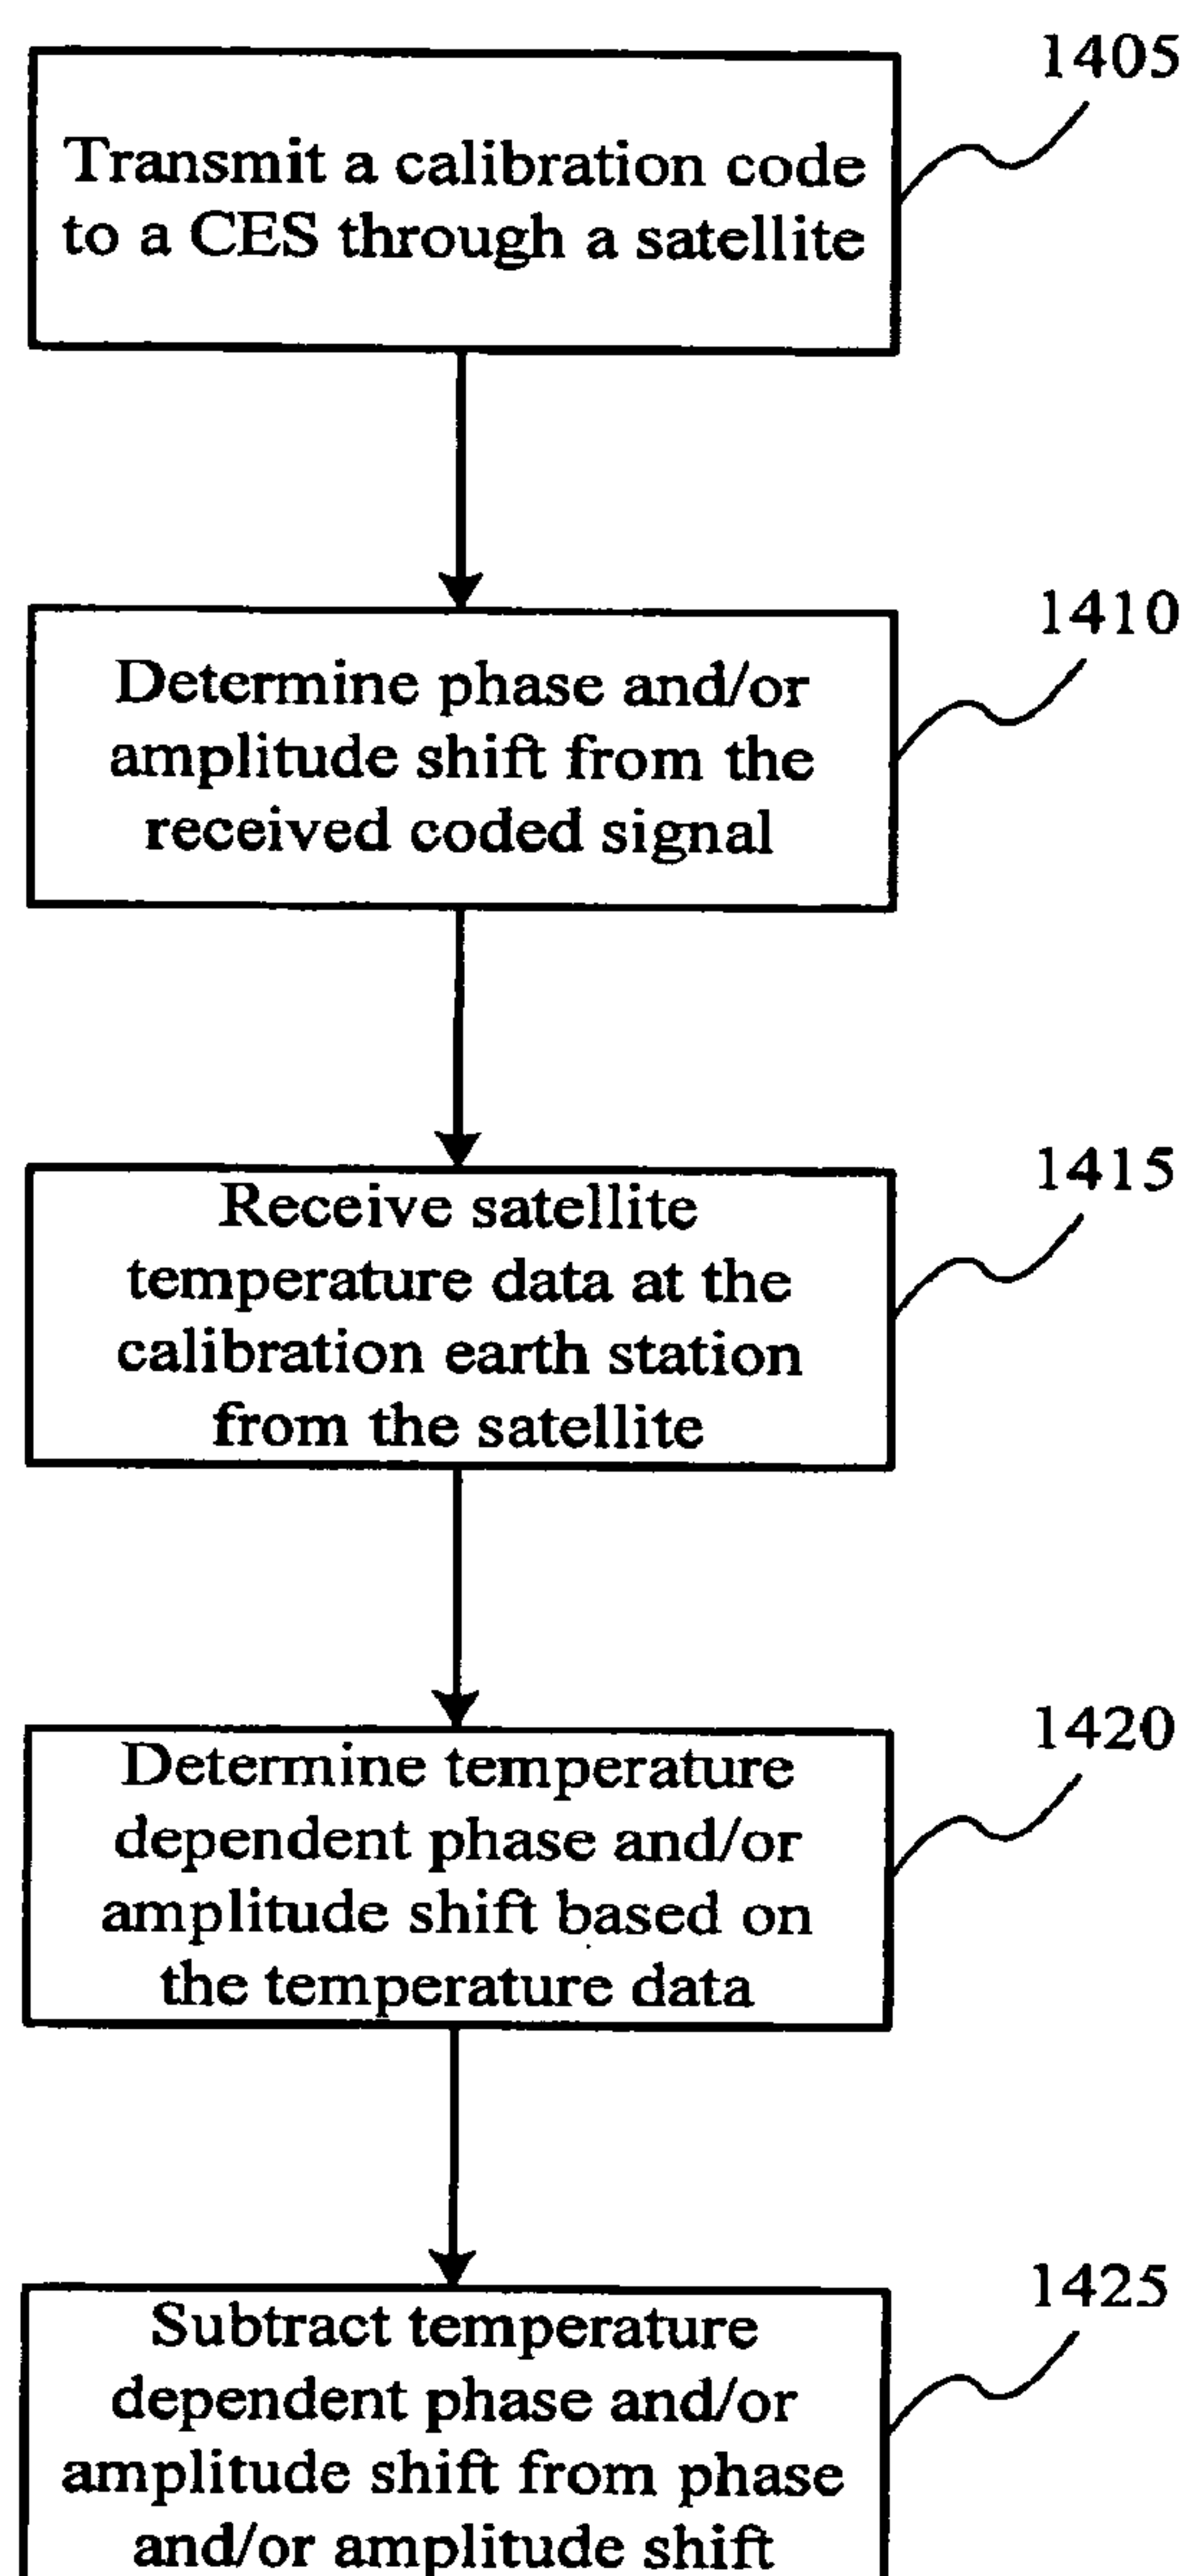 1405
Transmit a calibration code
to a CES through a satellite
1410
Determine phase and/or
amplitude shift from the
received coded signal
1415
Receive satellite
temperature data at the
calibration earth station
from the satellite
1420
Determine temperature
dependent phase and/or
amplitude shift based on
the temperature data
1425
Subtract temperature
dependent phase and/or
amplitude shift from phase
and/or amplitude shift